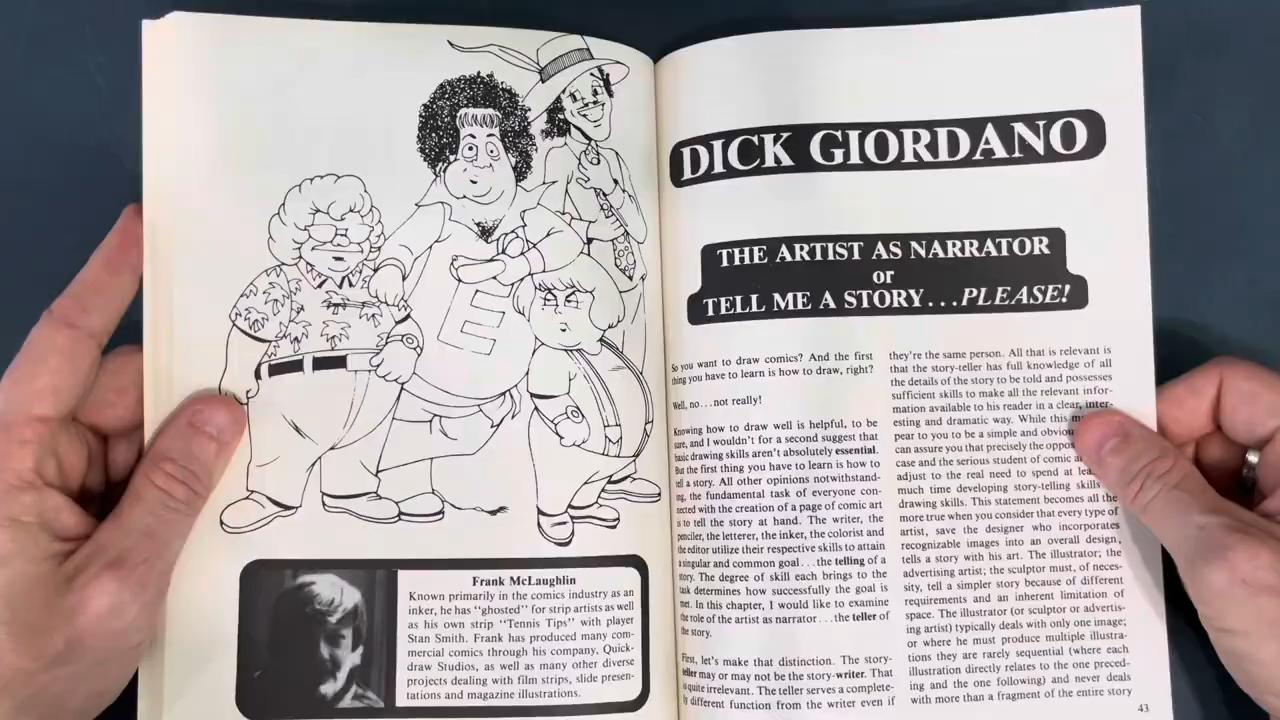 E
Frank McLaughlin
Known primarily in the comics industry as an
inker, he has "ghosted" for strip artists as well
as his own strip "Tennis Tips" with player
Stan Smith. Frank has produced many com-
mercial comics through his company, Quick-
draw Studios, as well as many other diverse
projects dealing with film strips, slide presen-
tations and magazine illustrations.
DICK GIORDANO
THE ARTIST AS NARRATOR
or
TELL ME A STORY...PLEASE!
So you want to draw comics? And the first
thing you have to learn is how to draw, right?
Well, no...not really!
Knowing how to draw well is helpful, to be
sure, and I wouldn't for a second suggest that
basic drawing skills aren't absolutely essential.
But the first thing you have to learn is how to
tell a story. All other opinions notwithstand-
ing, the fundamental task of everyone con-
nected with the creation of a page of comic art
is to tell the story at hand. The writer, the
penciler, the letterer, the inker, the colorist and
the editor utilize their respective skills to attain
a singular and common goal...the telling of a
story. The degree of skill each brings to the
task determines how successfully the goal is
met. In this chapter, I would like to examine
the role of the artist as narrator...the teller of
the story.
First, let's make that distinction. The story-
teller may or may not be the story-writer. That
is quite irrelevant. The teller serves a complete-
ly different function from the writer even if
they're the same person. All that is relevant is
that the story-teller has full knowledge of all
the details of the story to be told and possesses
sufficient skills to make all the relevant infor-
mation available to his reader in a clear, inter-
esting and dramatic way. While this
pear to you to be a simple and
can assure you that precisely the
case and the serious student of comic
adjust to the real need to spend at
much time developing story-telling skills
drawing skills. This statement becomes all the
more true when you consider that every type of
artist, save the designer who incorporates
recognizable images into an overall design,
tells a story with his art. The illustrator; the
advertising artist; the sculptor must, of neces-
sity, tell a simpler story because of different
requirements and an inherent limitation of
space. The illustrator (or sculptor or advertis-
ing artist) typically deals with only one image;
or where he must produce multiple illustra-
tions they are rarely sequential (where each
illustration directly relates to the one preced-
ing and the one following) and never deals
with more than a fragment of the entire story
43